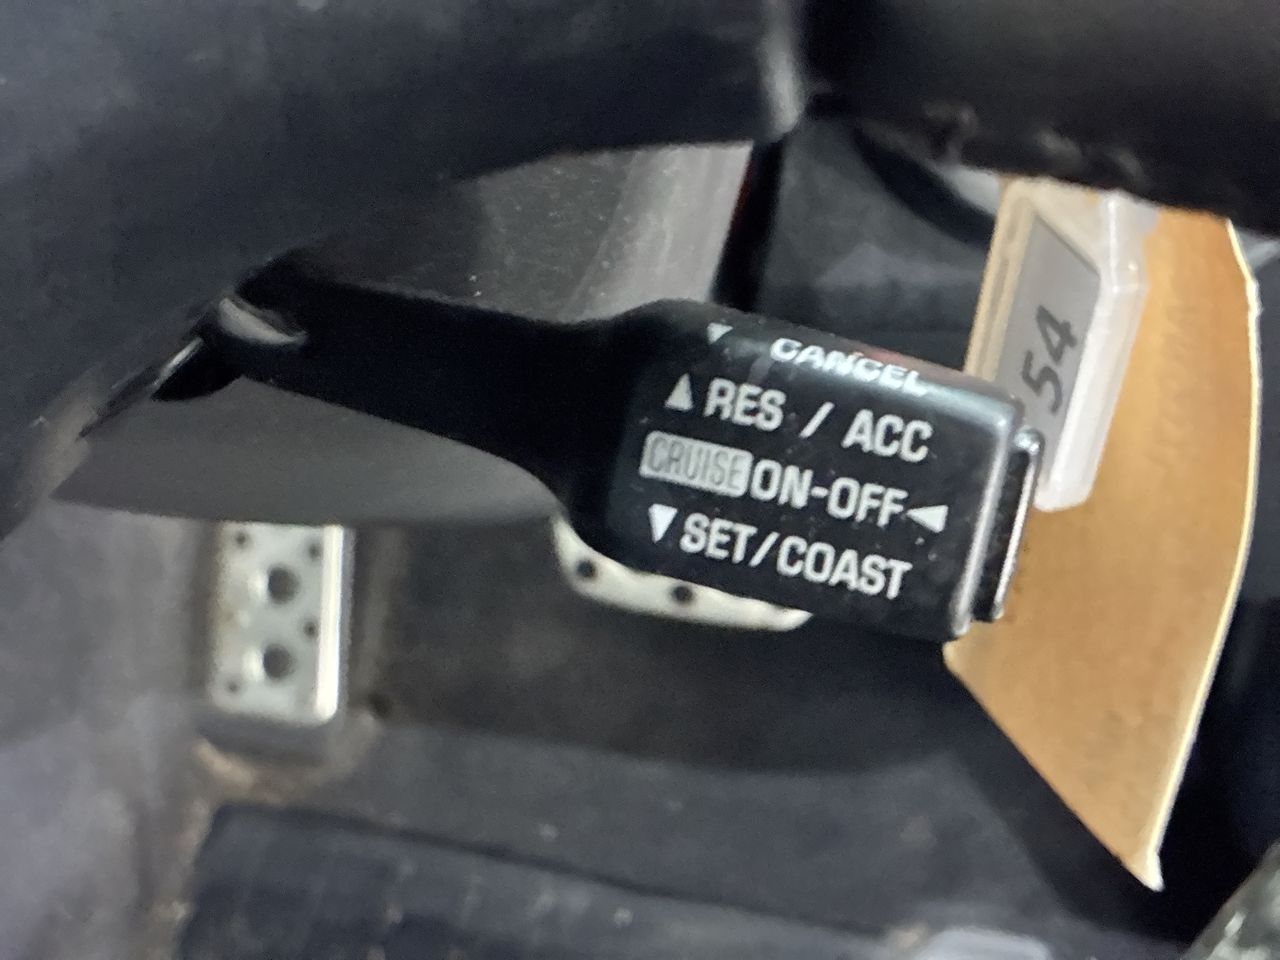 ▼ CANCEL
▲ RES / ACC
CRUISE ON-OFF ◀
▼ SET/COAST
54